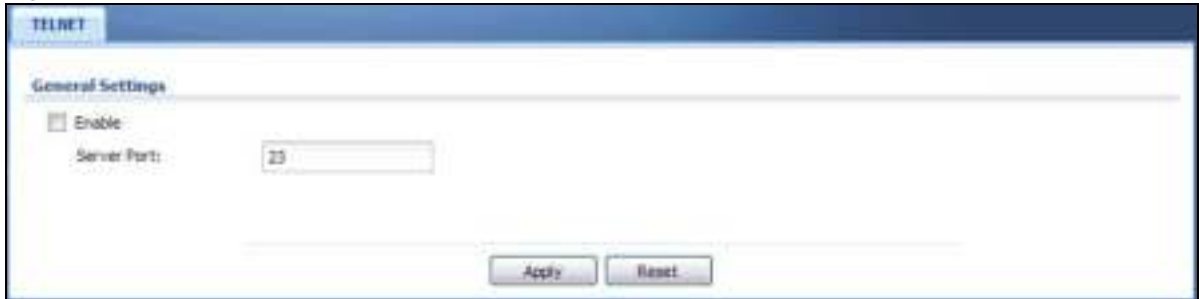 TELNET
General Settings
Enable
Server Port:
23
Apply
Reset